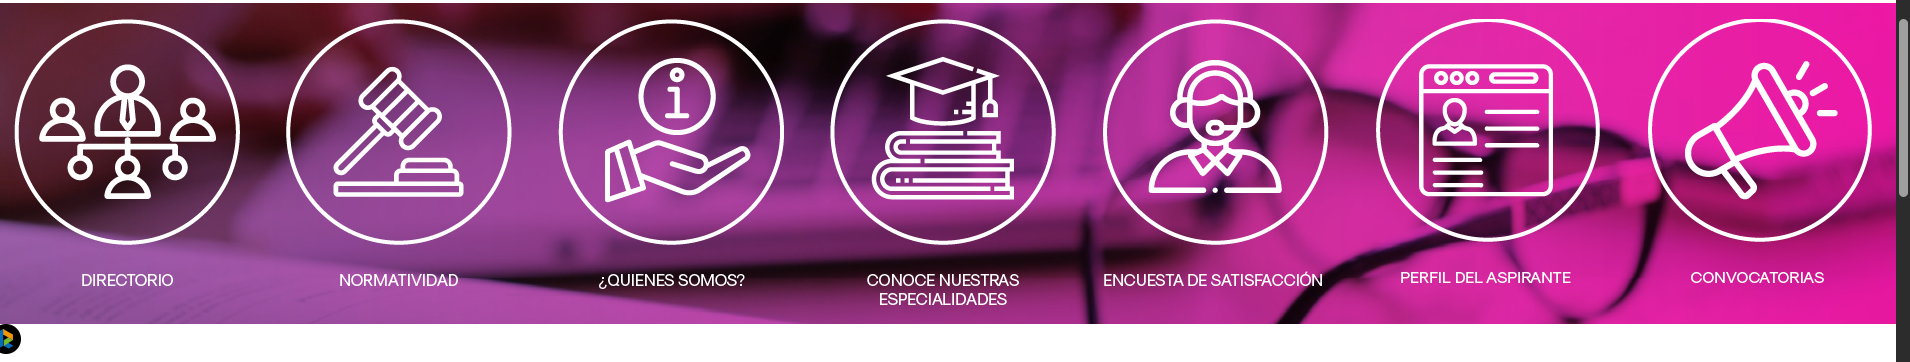 DIRECTORIO
NORMATIVIDAD
¿QUIENES SOMOS?
CONOCE NUESTRAS
ESPECIALIDADES
ENCUESTA DE SATISFACCIÓN
PERFIL DEL ASPIRANTE
CONVOCATORIAS